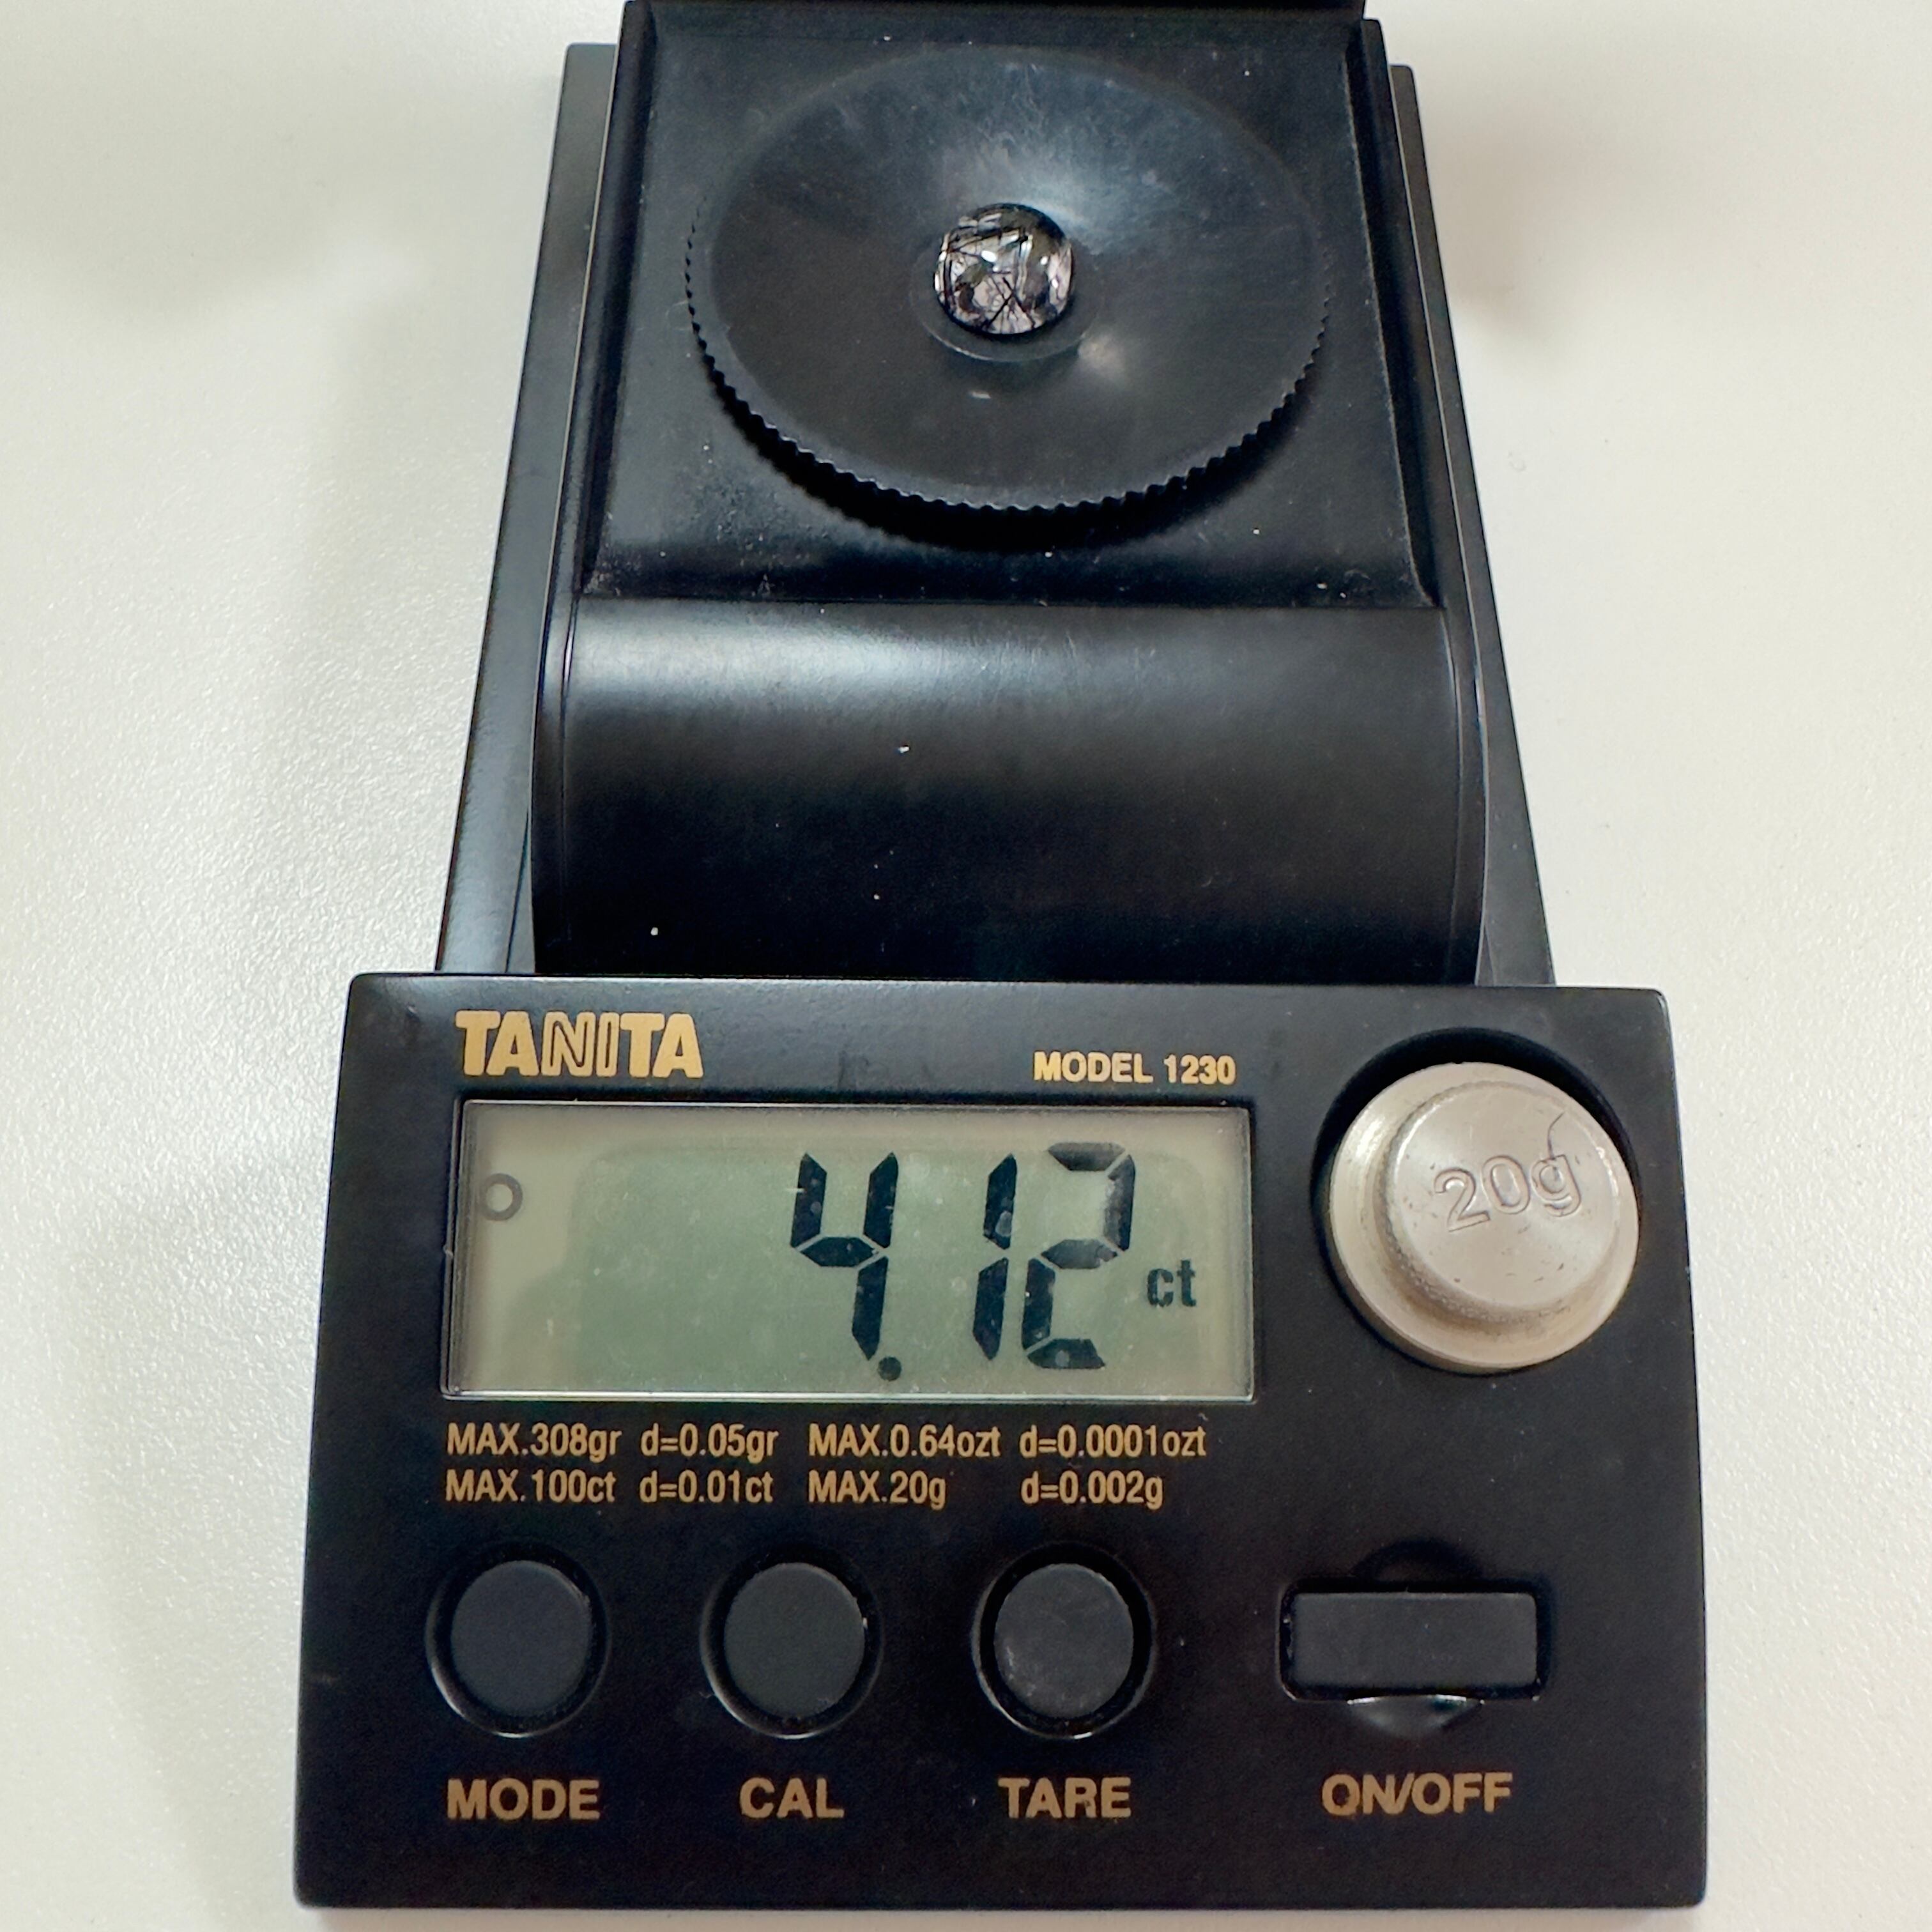 TANITA
MODEL 1230
4.12 ct
20g
MAX.308gr d=0.05gr MAX.0.64ozt d=0.0001ozt
MAX.100ct d=0.01ct MAX.20g d=0.002g
MODE CAL TARE ON/OFF